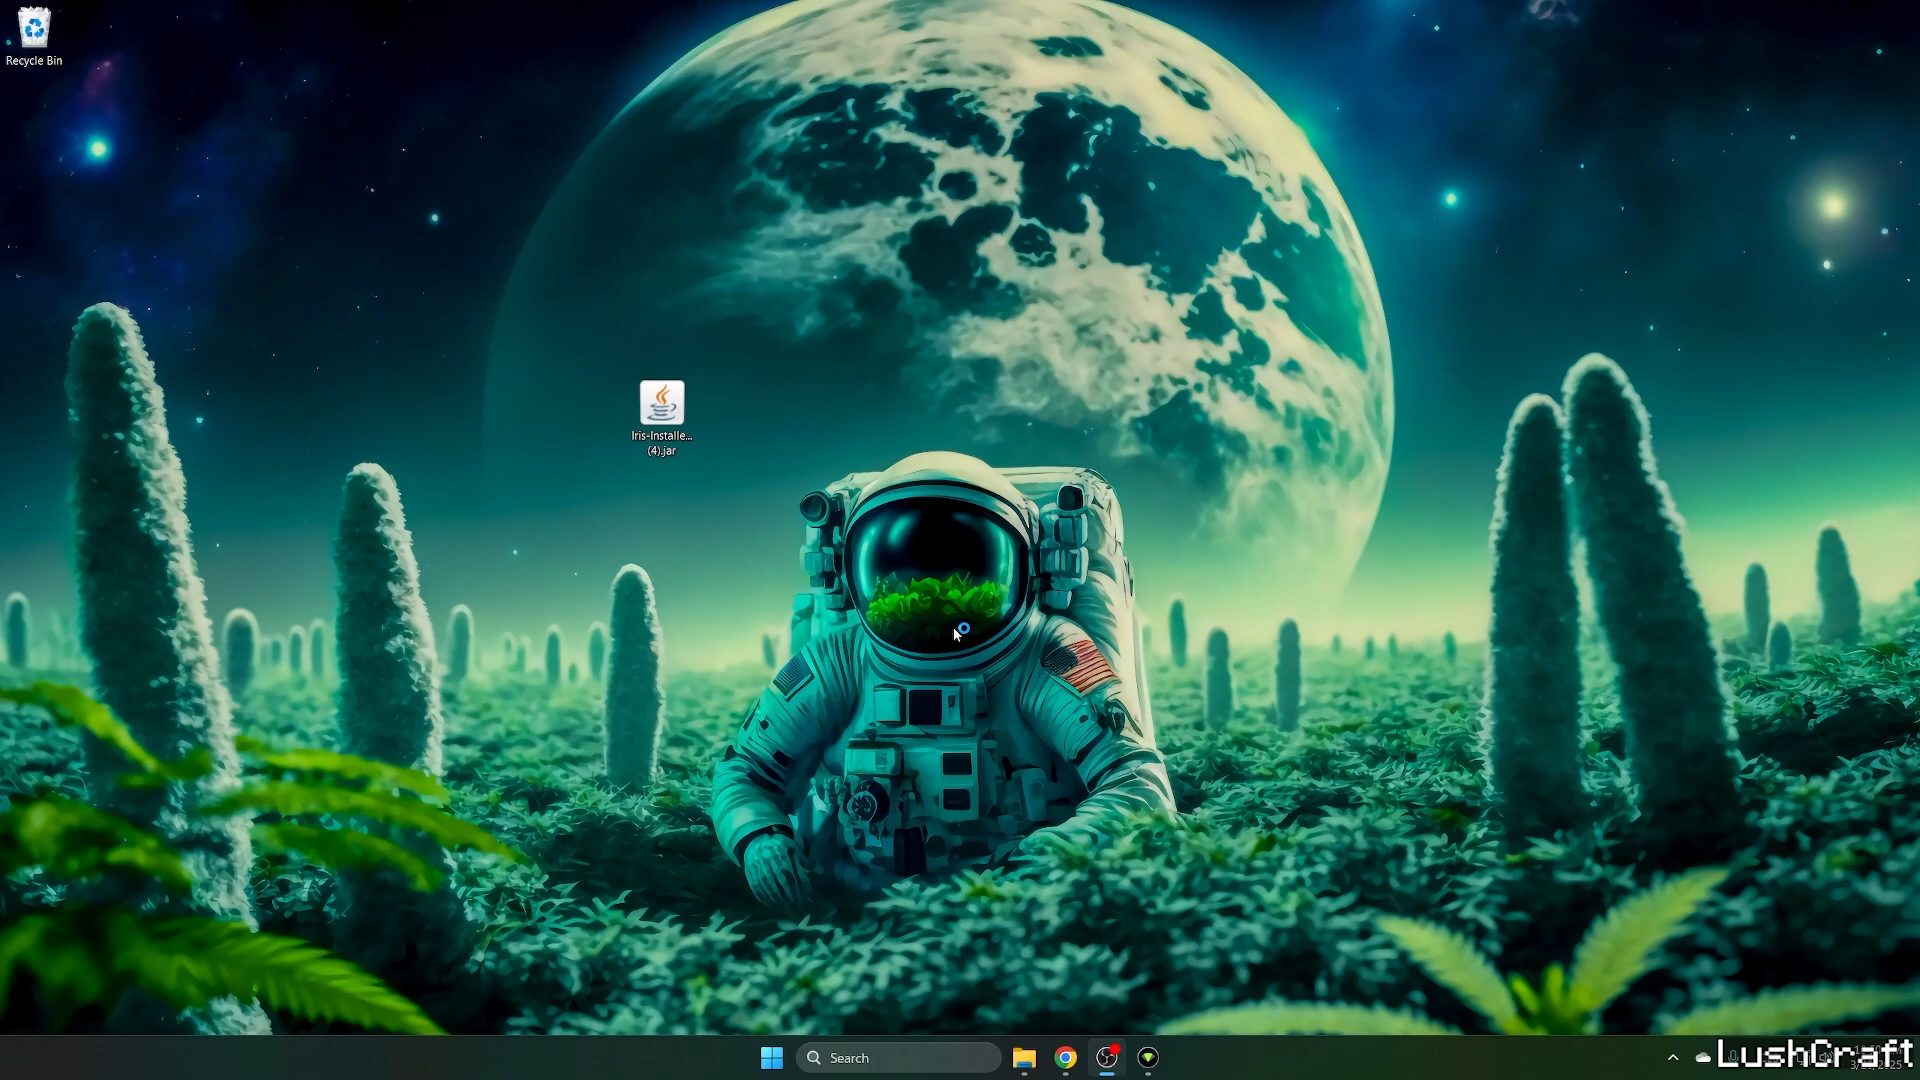 Recycle Bin
Iris-Installe...
(4).jar
Search
LushCraft